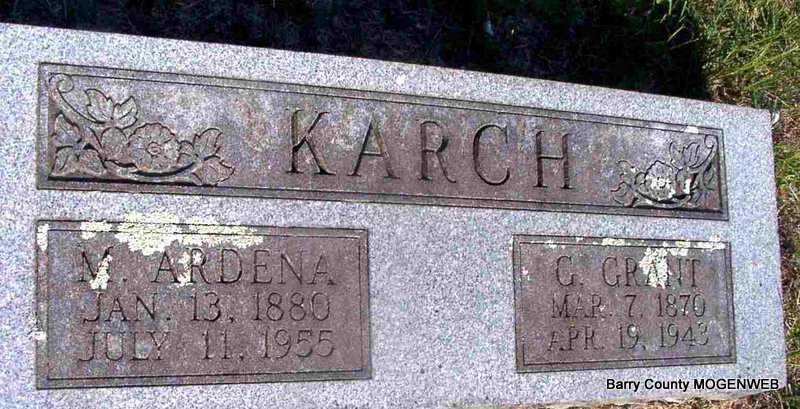 KARCH
M. ARDENA
JAN. 13, 1880
JULY 11, 1955
G. GRANT
MAR. 7, 1870
APR. 19, 1943
Barry County MOGENWEB